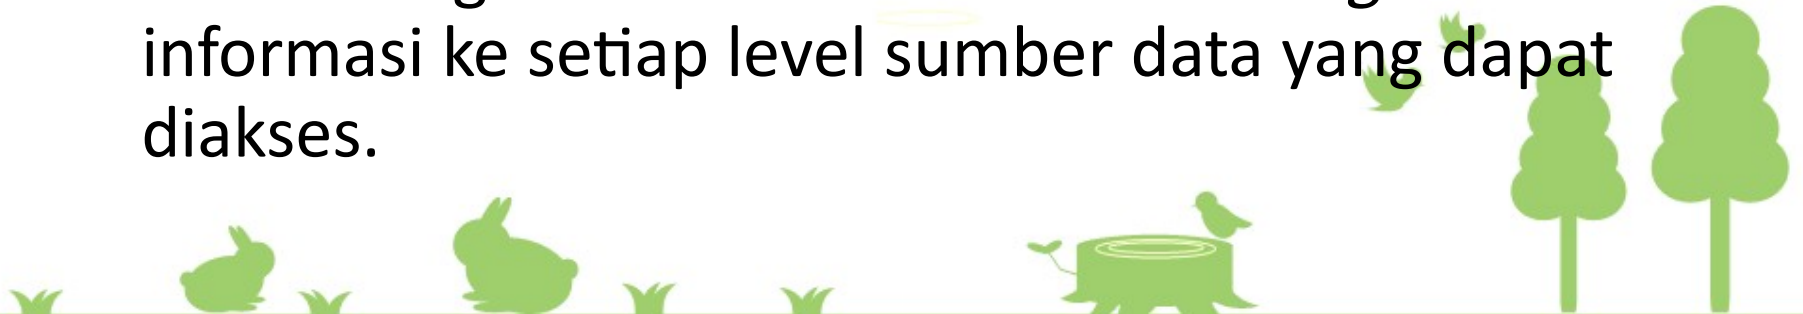 informasi ke setiap level sumber data yang dapat
diakses.